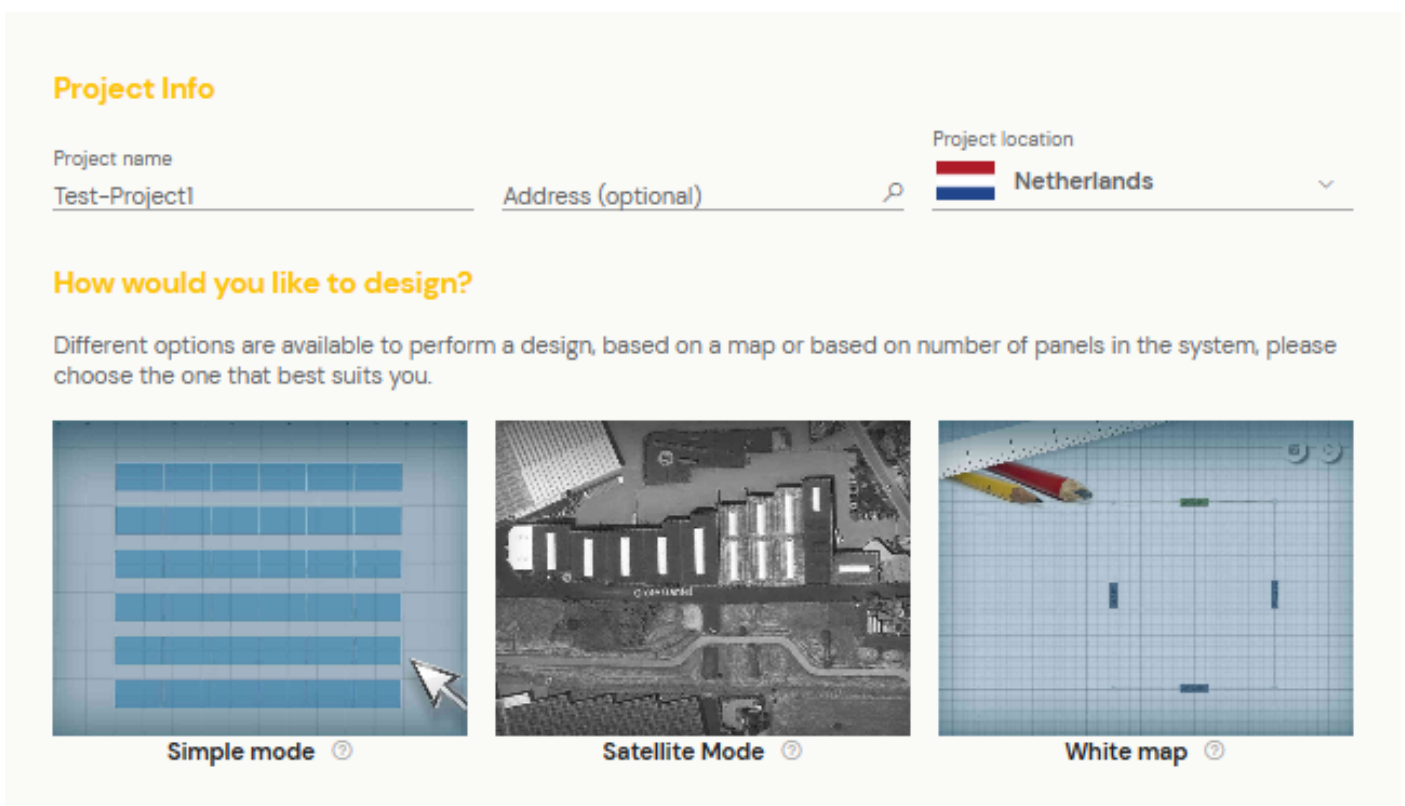 Project Info
Project location
Project name
Netherlands
Test-Project1
Address (optional)
How would you like to design?
Different options are available to perform a design, based on a map or based on number of panels in the system, please
choose the one that best suits you.
Simple mode ?
Satellite Mode ?
White map ?